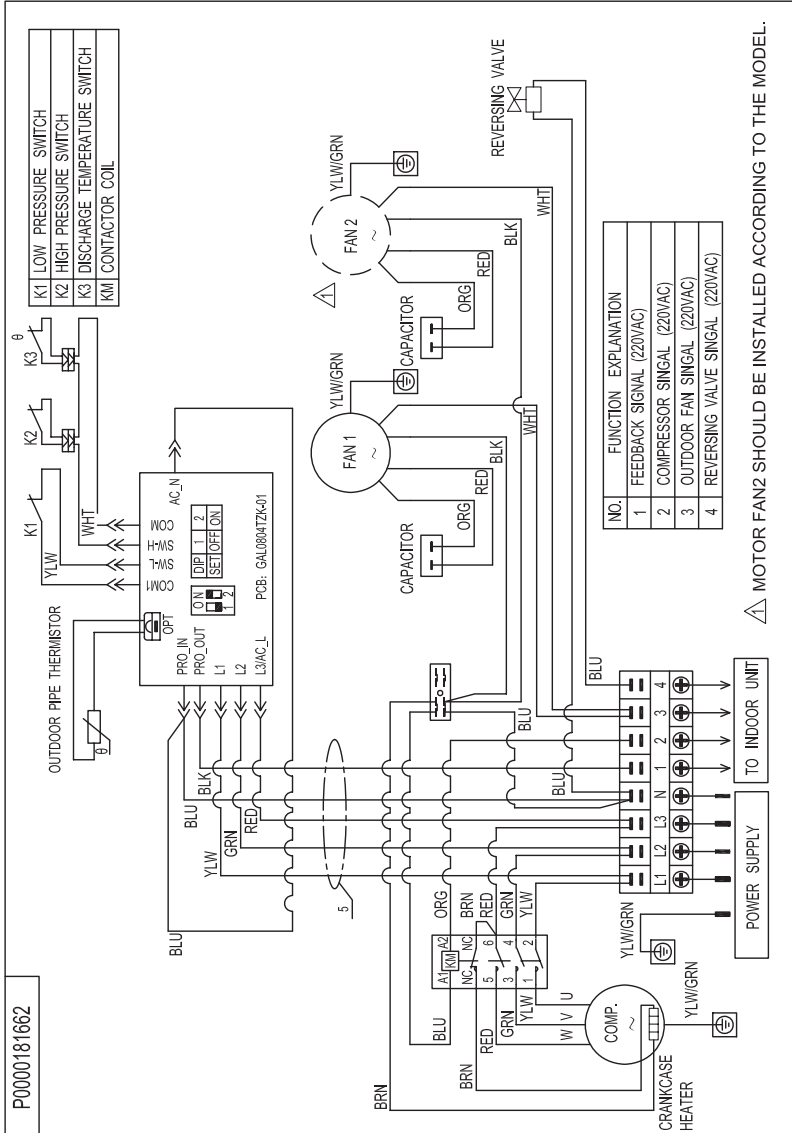 P0000181662
K1 LOW PRESSURE SWITCH
K2 HIGH PRESSURE SWITCH
K3 DISCHARGE TEMPERATURE SWITCH
KM CONTACTOR COIL
OUTDOOR PIPE THERMISTOR
θ
K1
K2
K3
θ
YLW
WHT
COM1
SW-L
SW-H
COM
AC_N
OPT
ON
1 2
DIP 1 2
SET OFF ON
PCB: GAL0804TZK-01
PRO_IN
PRO_OUT
L1
L2
L3/AC_L
BLU
BLU
BLK
YLW
GRN
RED
5
FAN 1
~
YLW/GRN
CAPACITOR
ORG
RED
BLK
WHT
1
FAN 2
~
YLW/GRN
CAPACITOR
ORG
RED
BLK
WHT
REVERSING VALVE
BLU
BLU
BLU
BRN
BLU
ORG
BRN
RED
GRN
YLW
A1 KM A2
NC NC
5 6
3 4
1 2
BRN
RED
GRN
YLW
W V U
COMP.
~
CRANKCASE
HEATER
YLW/GRN
YLW/GRN
L1 L2 L3 N 1 2 3 4
POWER SUPPLY
TO INDOOR UNIT
NO. FUNCTION EXPLANATION
1 FEEDBACK SIGNAL (220VAC)
2 COMPRESSOR SINGAL (220VAC)
3 OUTDOOR FAN SINGAL (220VAC)
4 REVERSING VALVE SINGAL (220VAC)
1 MOTOR FAN2 SHOULD BE INSTALLED ACCORDING TO THE MODEL.